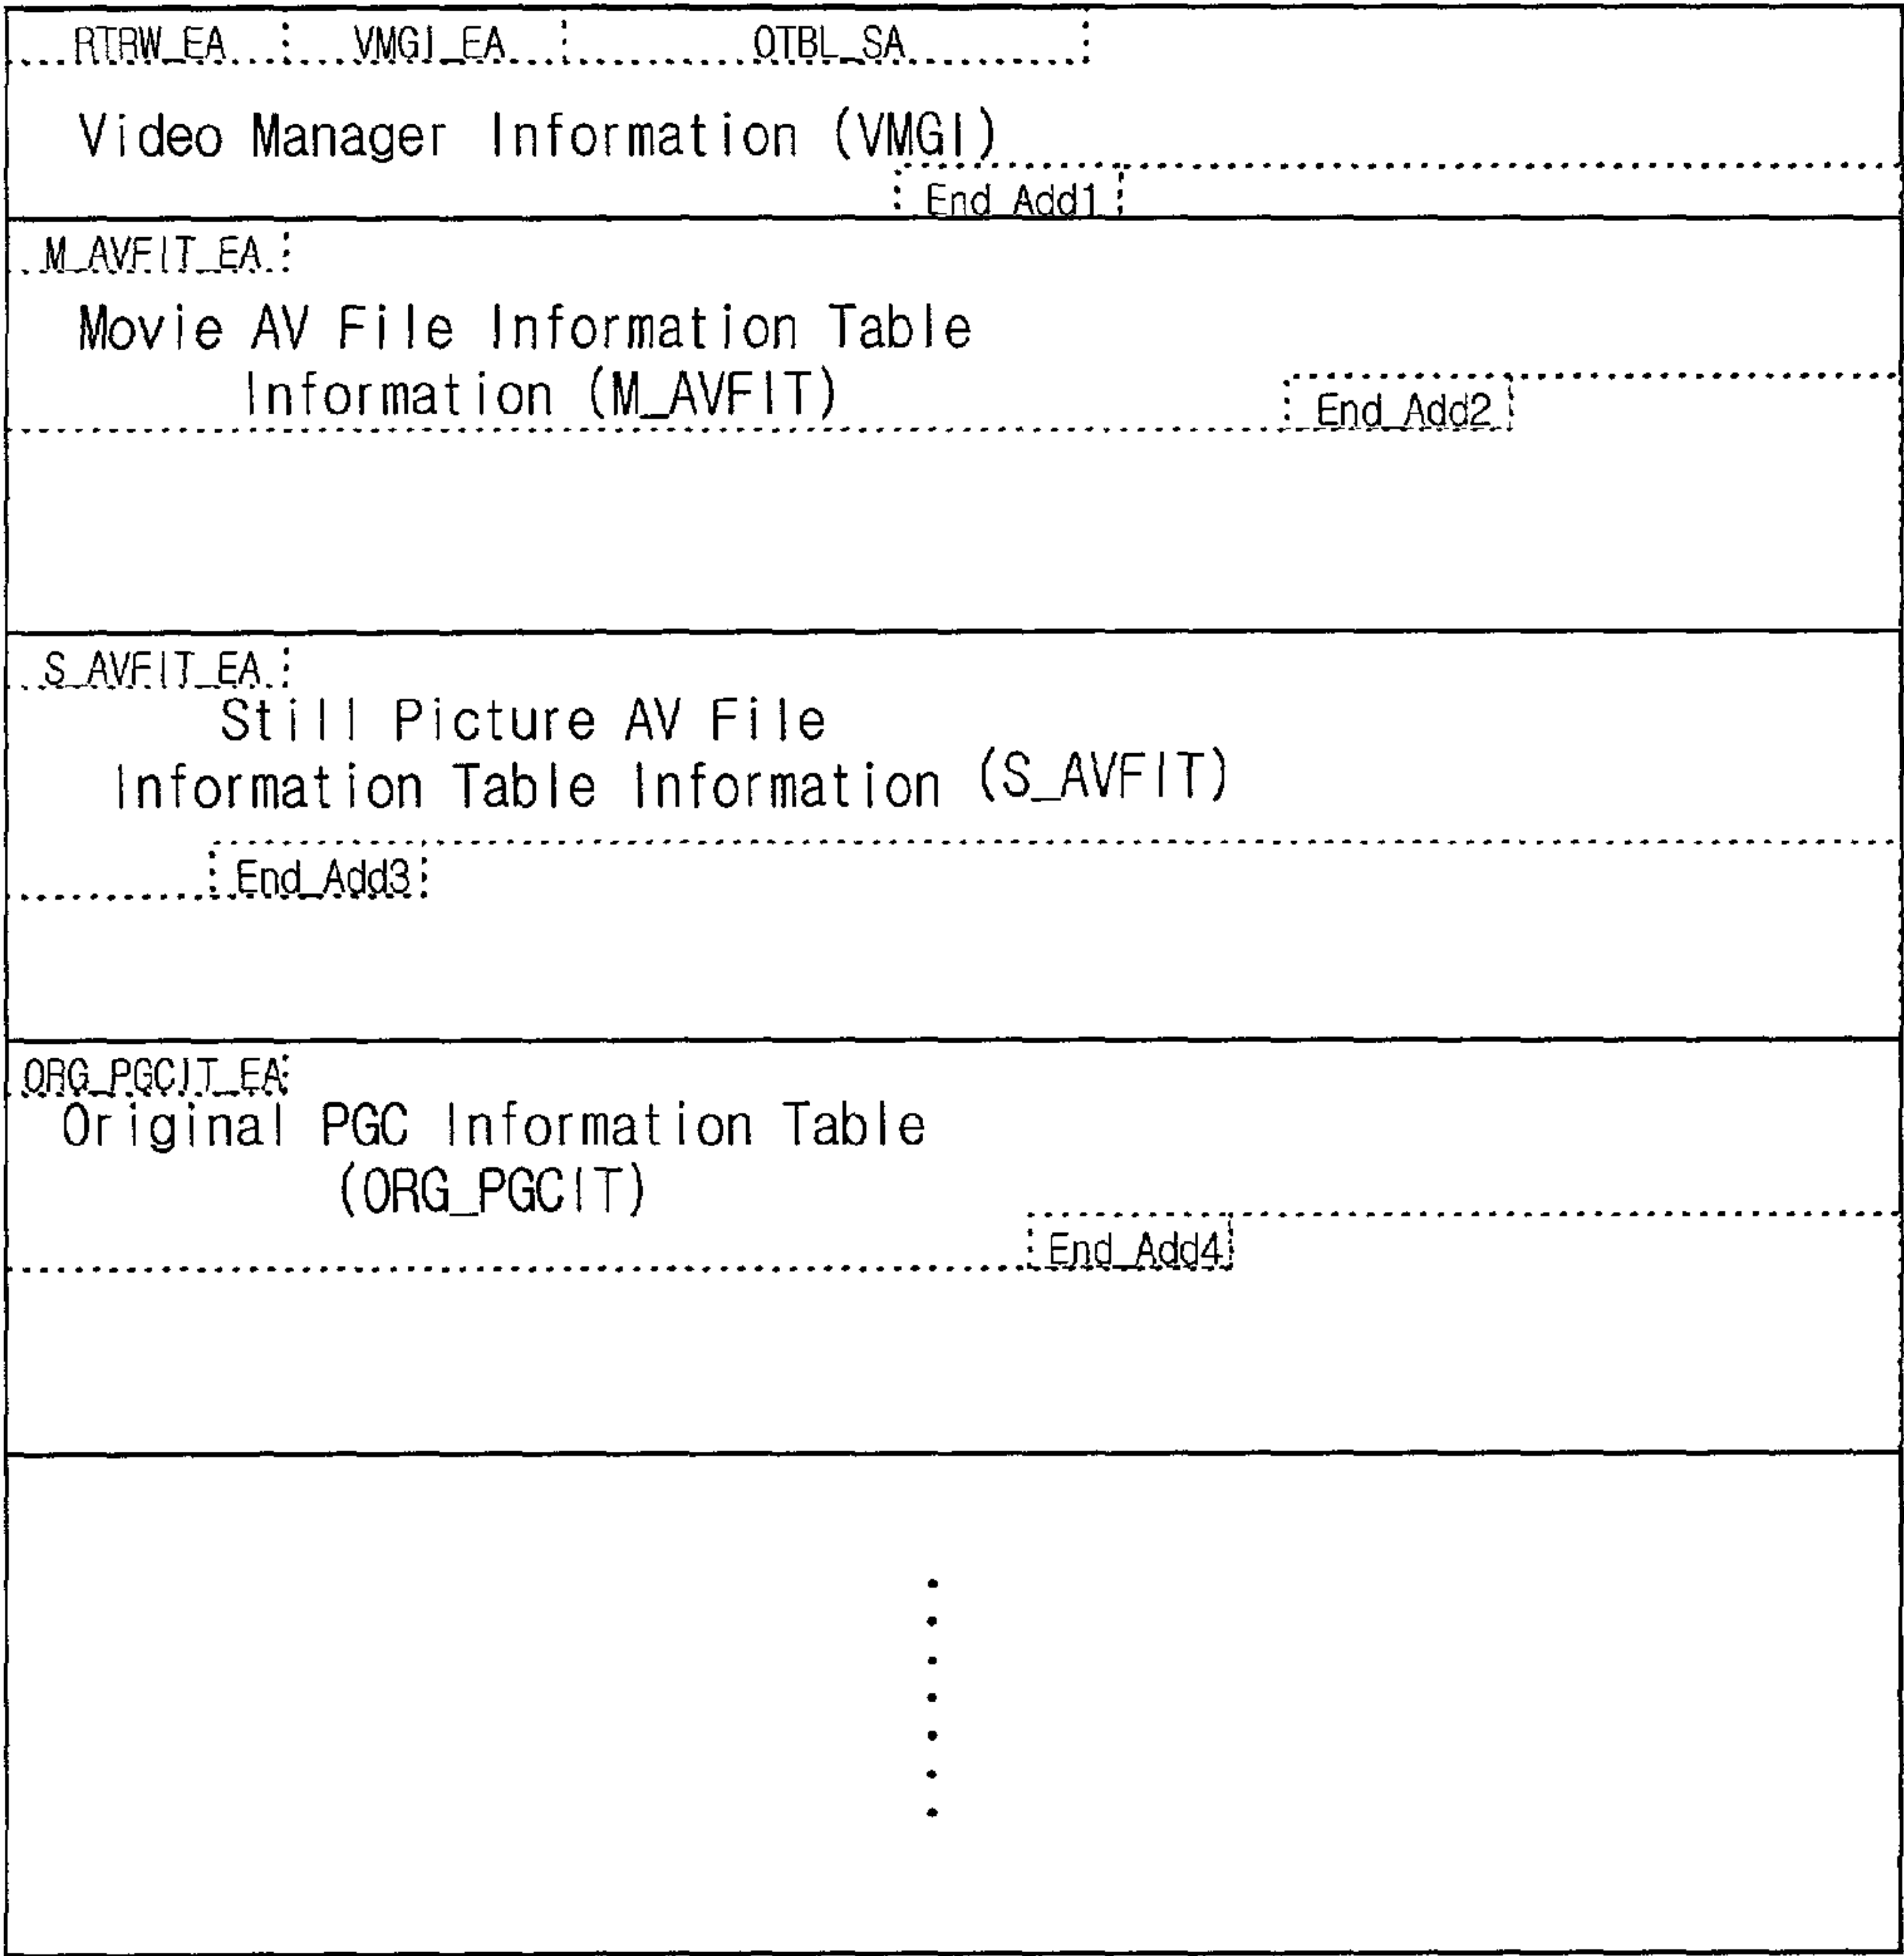 RTRW_EA VMGI_EA OTBL_SA
Video Manager Information (VMGI)
End_Add1
M_AVFIT_EA
Movie AV File Information Table
Information (M_AVFIT)
End_Add2
S_AVFIT_EA
Still Picture AV File
Information Table Information (S_AVFIT)
End_Add3
ORG_PGCIT_EA
Original PGC Information Table
(ORG_PGCIT)
End_Add4